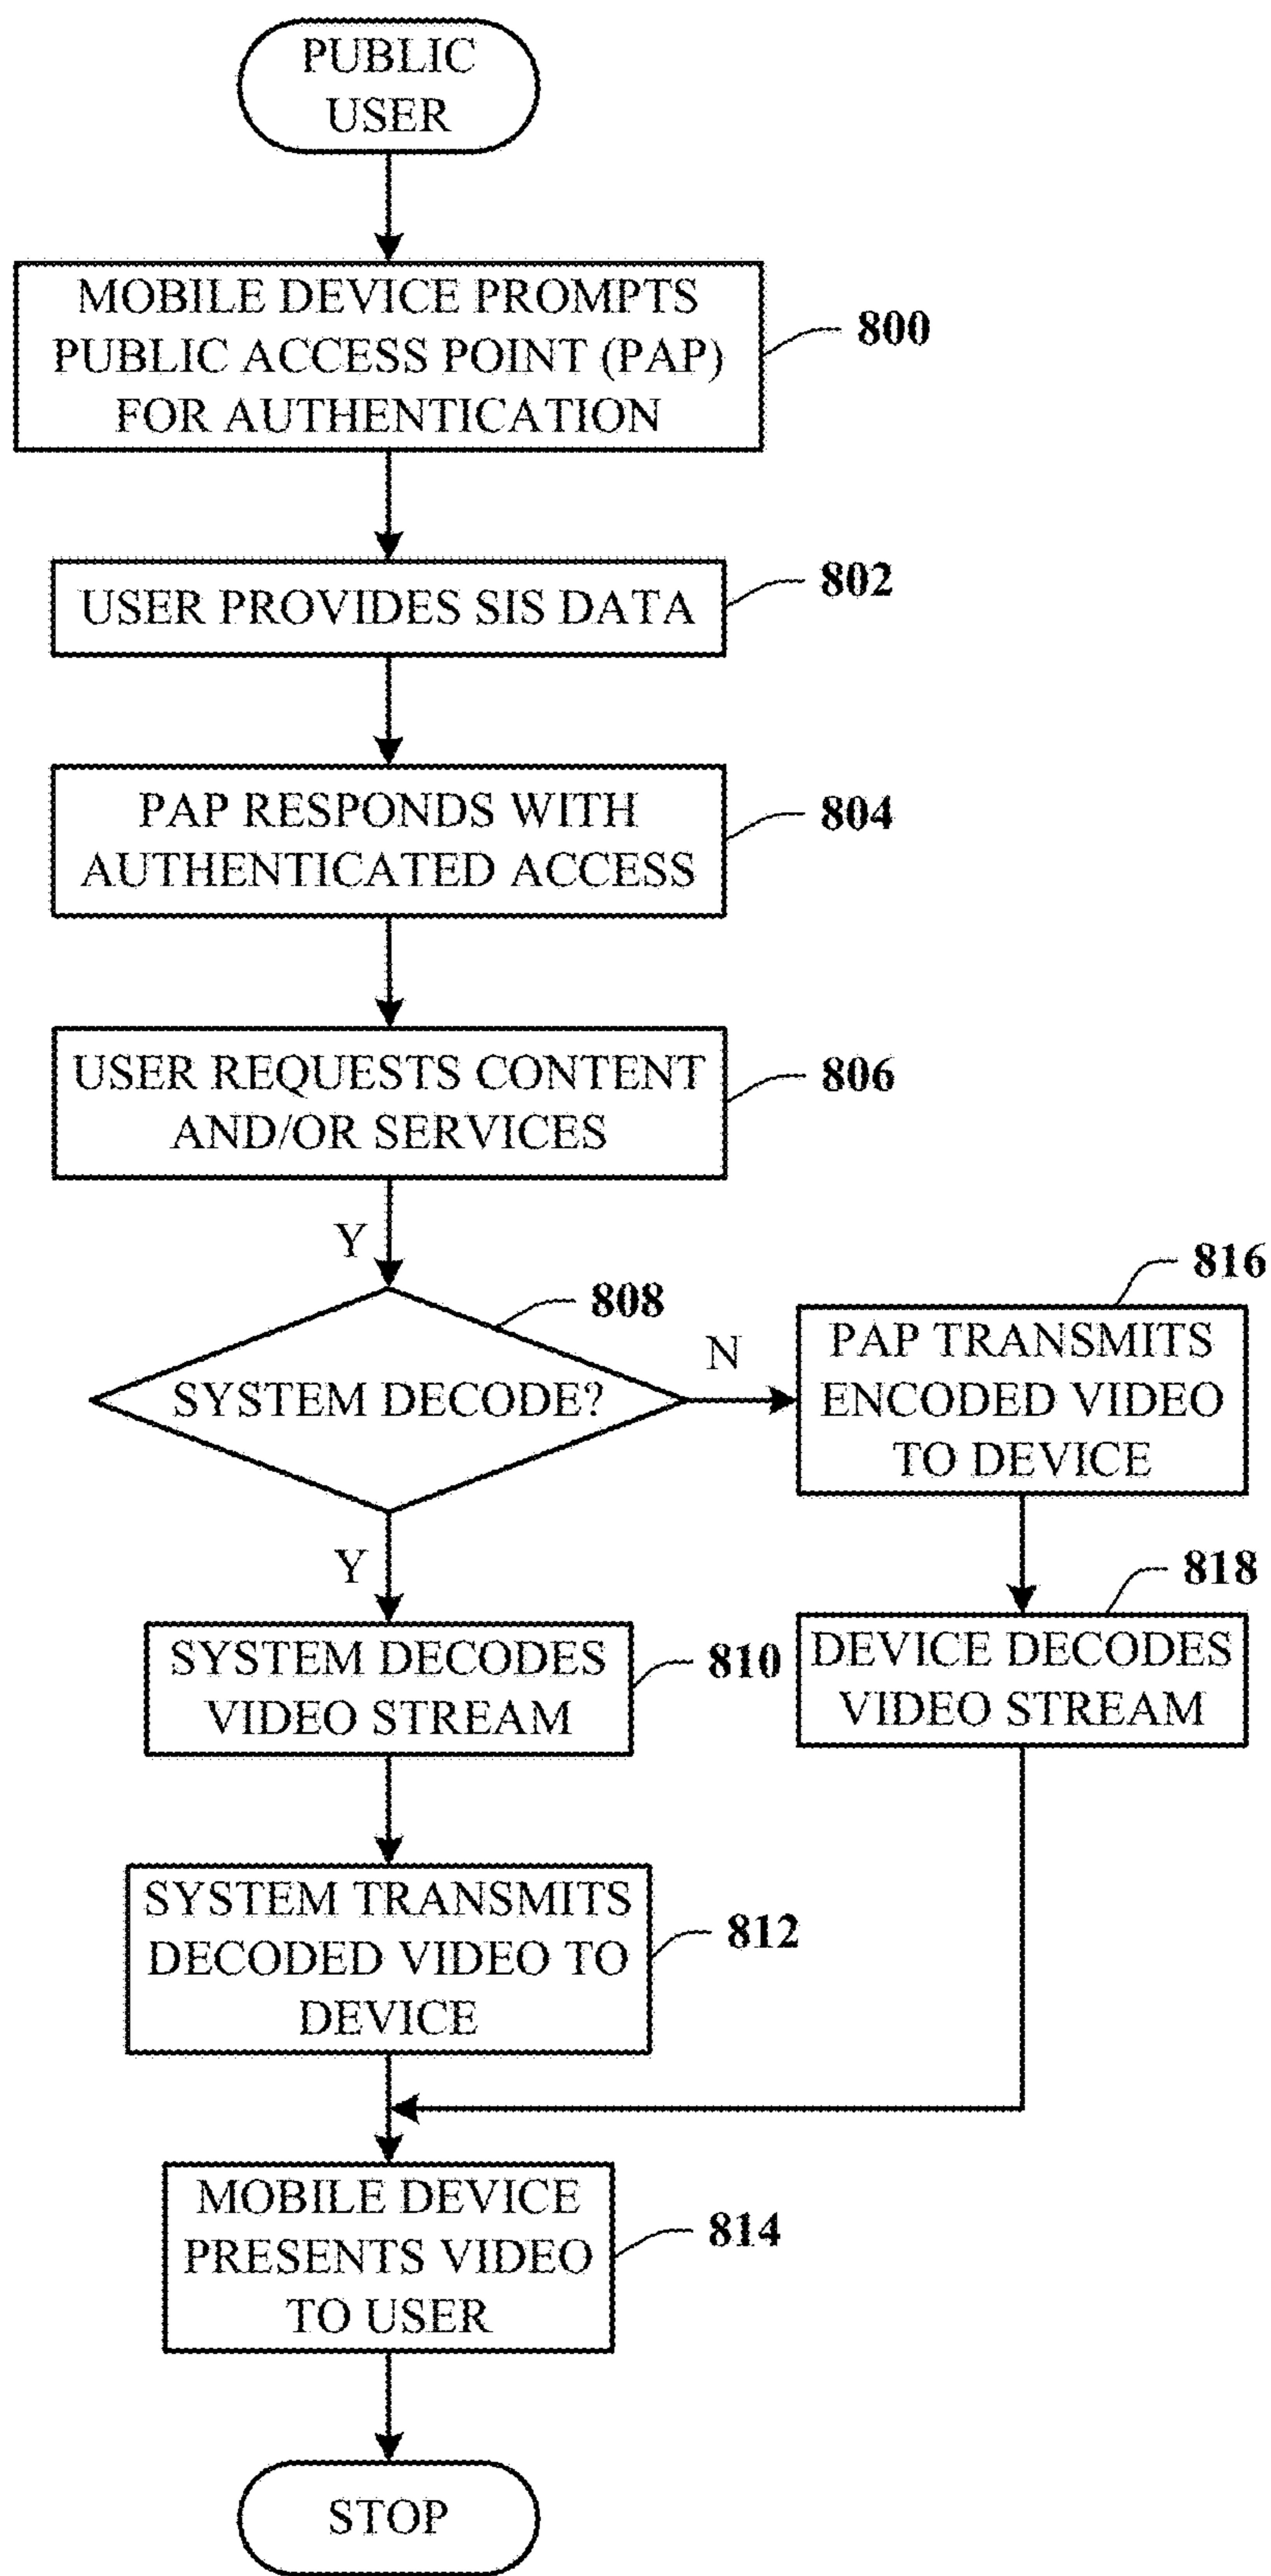 PUBLIC
USER
MOBILE DEVICE PROMPTS
PUBLIC ACCESS POINT (PAP)
FOR AUTHENTICATION
800
USER PROVIDES SIS DATA
802
PAP RESPONDS WITH
AUTHENTICATED ACCESS
804
USER REQUESTS CONTENT
AND/OR SERVICES
806
Y
SYSTEM DECODE?
808
N
PAP TRANSMITS
ENCODED VIDEO
TO DEVICE
816
Y
SYSTEM DECODES
VIDEO STREAM
810
DEVICE DECODES
VIDEO STREAM
818
SYSTEM TRANSMITS
DECODED VIDEO TO
DEVICE
812
MOBILE DEVICE
PRESENTS VIDEO
TO USER
814
STOP